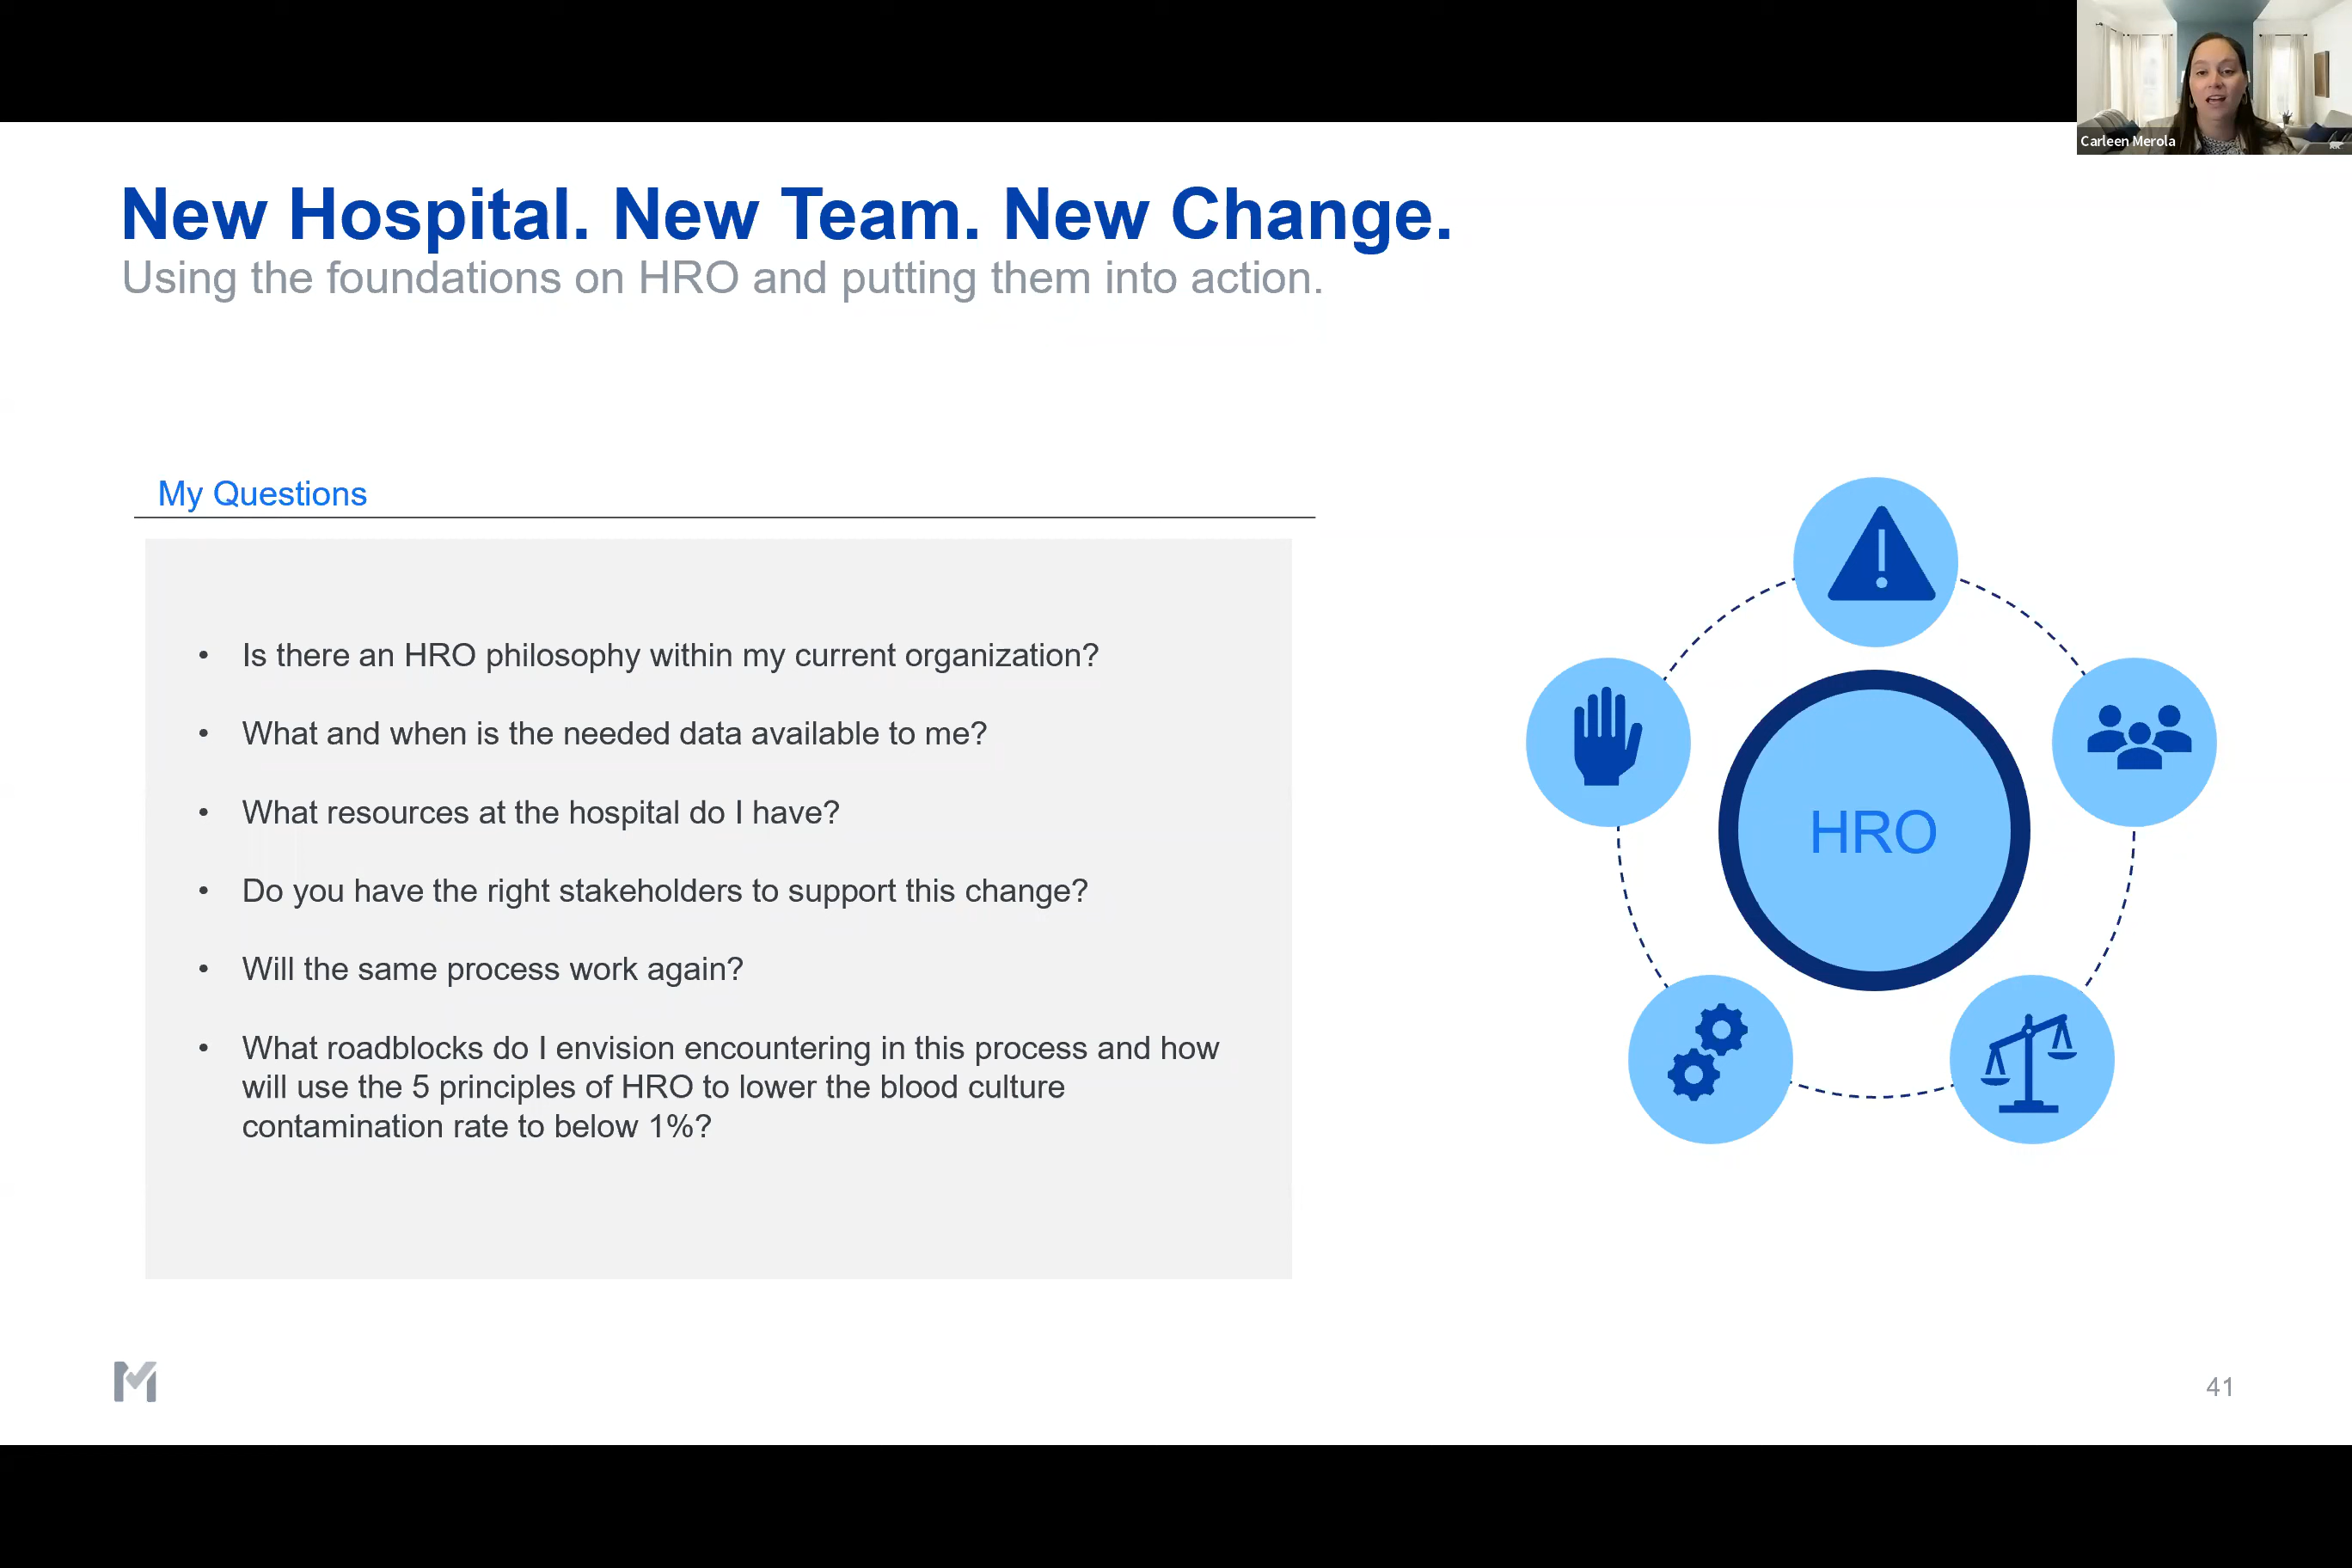 Carleen Merola
New Hospital. New Team. New Change.
Using the foundations on HRO and putting them into action.
My Questions
• Is there an HRO philosophy within my current organization?
• What and when is the needed data available to me?
• What resources at the hospital do I have?
• Do you have the right stakeholders to support this change?
• Will the same process work again?
• What roadblocks do I envision encountering in this process and how
will use the 5 principles of HRO to lower the blood culture
contamination rate to below 1%?
HRO
41